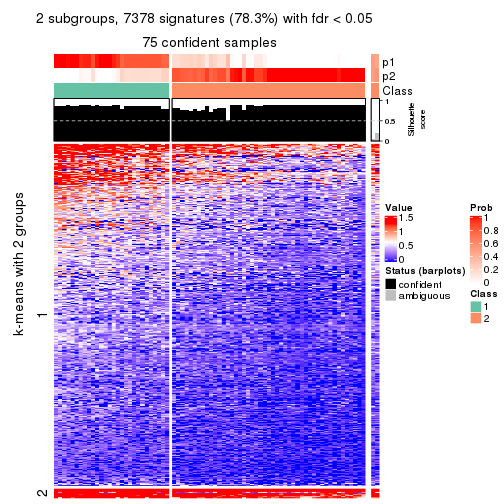 2 subgroups, 7378 signatures (78.3%) with fdr < 0.05
75 confident samples
p1
p2
Class
1
0.5
0
Silhouette
score
k-means with 2 groups
1
2
Value
1.5
1
0.5
0
Status (barplots)
confident
ambiguous
Prob
1
0.8
0.6
0.4
0.2
0
Class
1
2